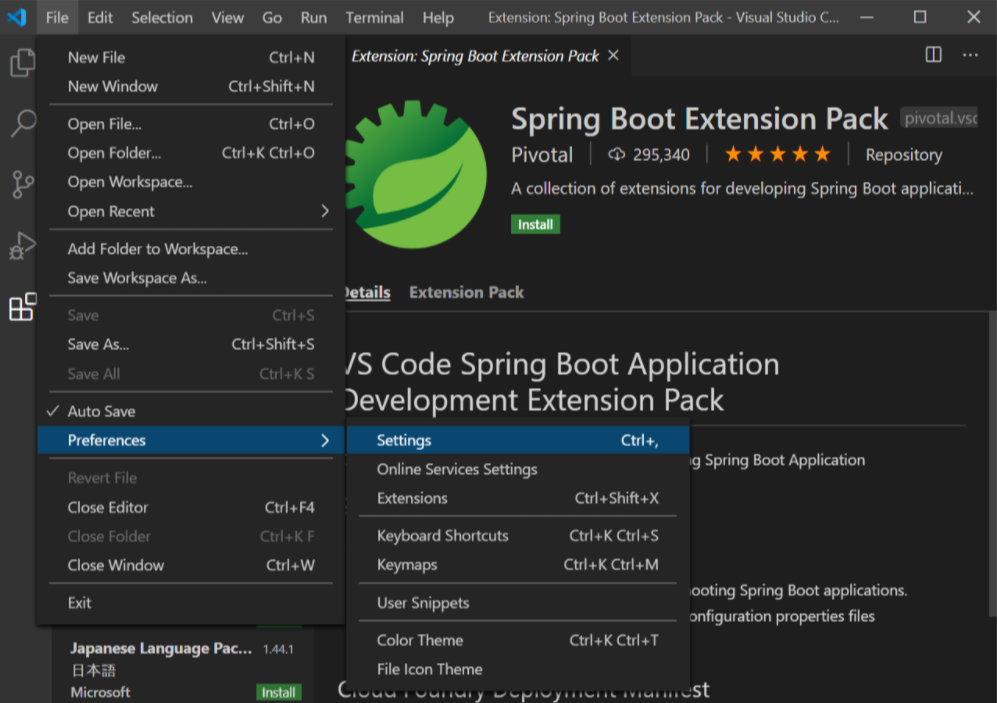 File Edit Selection View Go Run Terminal Help Extension: Spring Boot Extension Pack - Visual Studio C...
New File Ctrl+N
New Window Ctrl+Shift+N
Open File... Ctrl+O
Open Folder... Ctrl+K Ctrl+O
Open Workspace...
Open Recent
Add Folder to Workspace...
Save Workspace As...
Save Ctrl+S
Save As... Ctrl+Shift+S
Save All Ctrl+K S
Auto Save
Preferences
Revert File
Close Editor Ctrl+F4
Close Folder Ctrl+K F
Close Window Ctrl+W
Exit
Settings Ctrl+,
Online Services Settings
Extensions Ctrl+Shift+X
Keyboard Shortcuts Ctrl+K Ctrl+S
Keymaps Ctrl+K Ctrl+M
User Snippets
Color Theme Ctrl+K Ctrl+T
File Icon Theme
Extension: Spring Boot Extension Pack
Spring Boot Extension Pack pivotal.vsc
Pivotal 295,340 Repository
A collection of extensions for developing Spring Boot applicati...
Install
Details Extension Pack
VS Code Spring Boot Application
Development Extension Pack
g Spring Boot Application
ooting Spring Boot applications.
onfiguration properties files
Cloud Foundry Deployment Manifest
Japanese Language Pac... 1.44.1
日本語
Microsoft Install